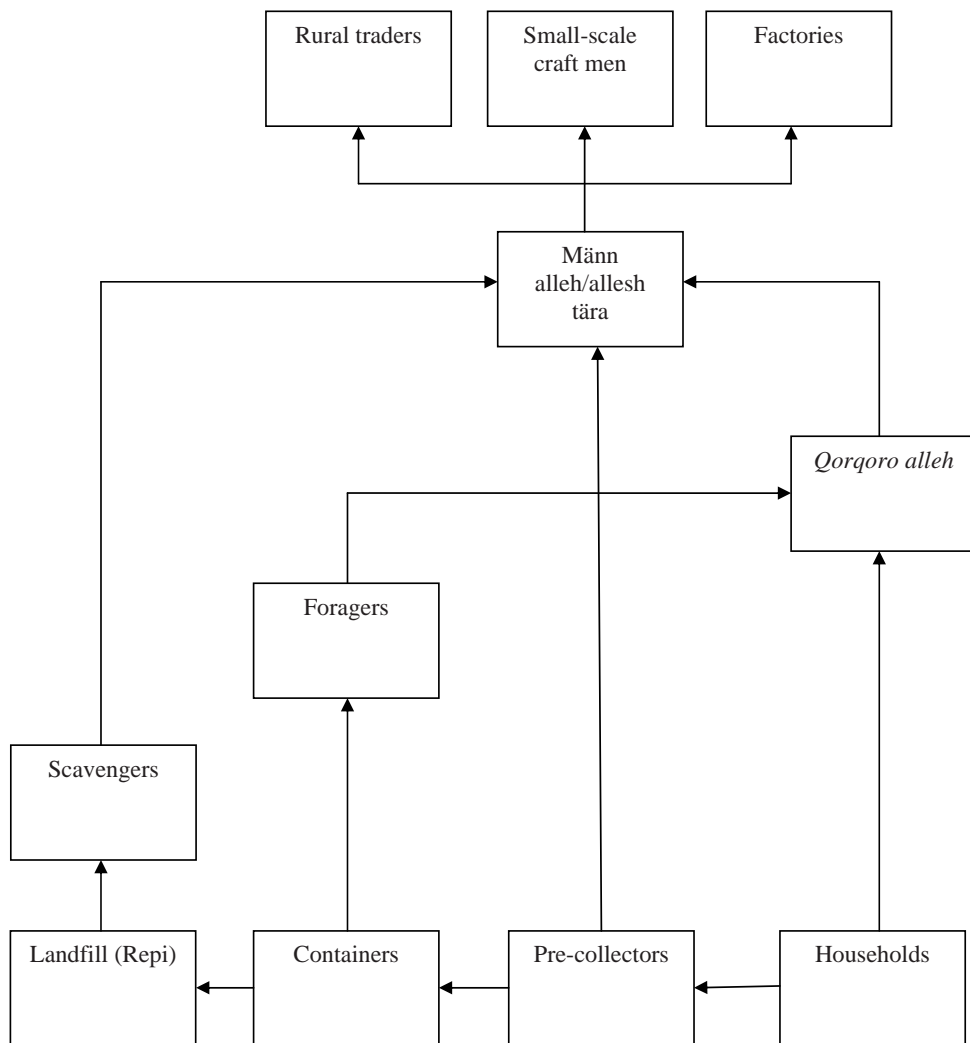 Rural traders
Small-scale
craft men
Factories
Männ
alleh/allesh
tära
Qorqoro alleh
Foragers
Scavengers
Landfill (Repi)
Containers
Pre-collectors
Households